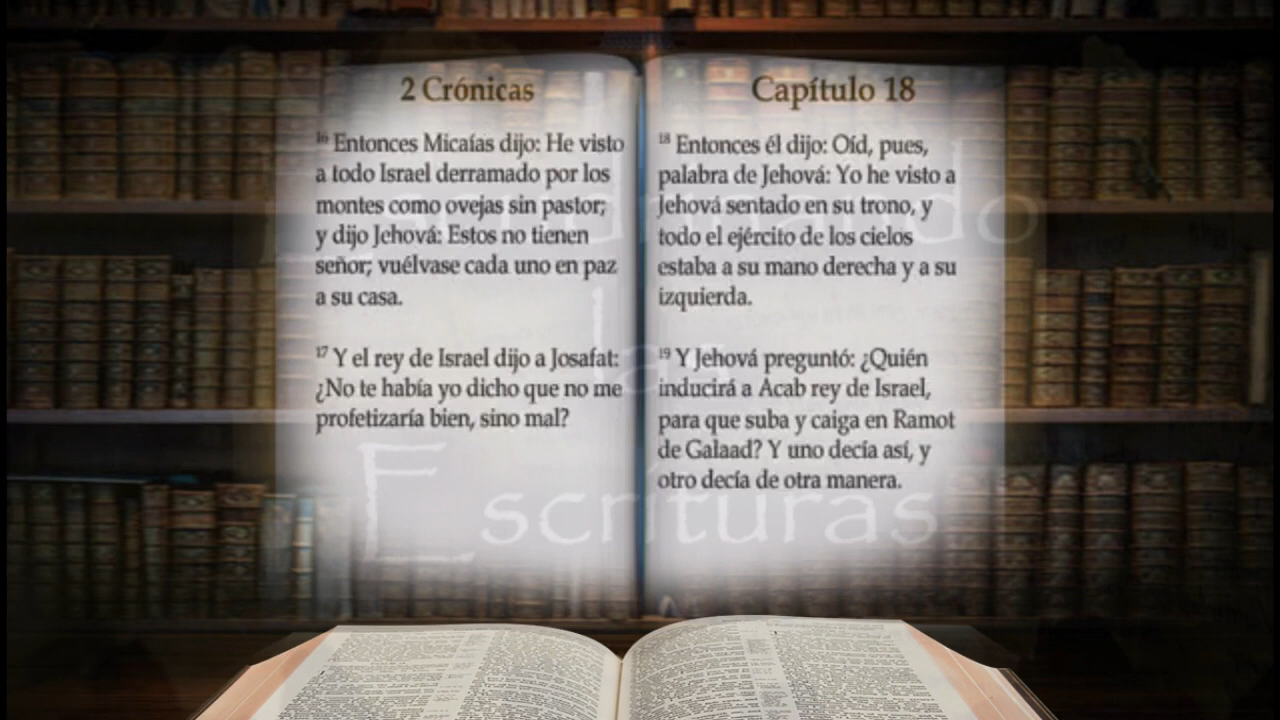 2 Crónicas
16 Entonces Micaías dijo: He visto
a todo Israel derramado por los
montes como ovejas sin pastor;
y dijo Jehová: Estos no tienen
señor; vuélvase cada uno en paz
a su casa.
17 Y el rey de Israel dijo a Josafat:
¿No te había yo dicho que no me
profetizaría bien, sino mal?
Capítulo 18
18 Entonces él dijo: Oíd, pues,
palabra de Jehová: Yo he visto a
Jehová sentado en su trono, y
todo el ejército de los cielos
estaba a su mano derecha y a su
izquierda.
19 Y Jehová preguntó: ¿Quién
inducirá a Acab rey de Israel,
para que suba y caiga en Ramot
de Galaad? Y uno decía así, y
otro decía de otra manera.
las
Escrituras